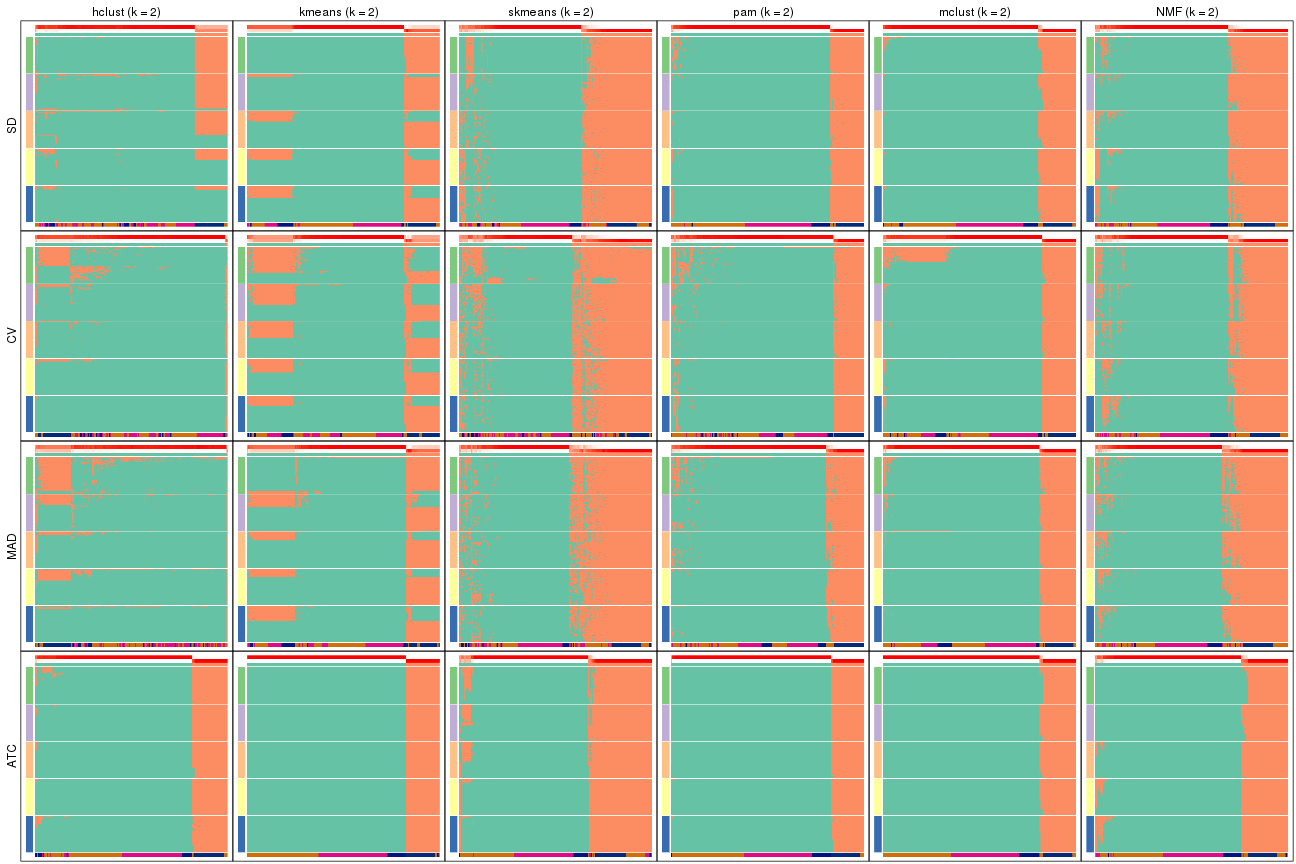 hclust (k = 2) kmeans (k = 2) skmeans (k = 2) pam (k = 2) mclust (k = 2) NMF (k = 2)
SD
CV
MAD
ATC